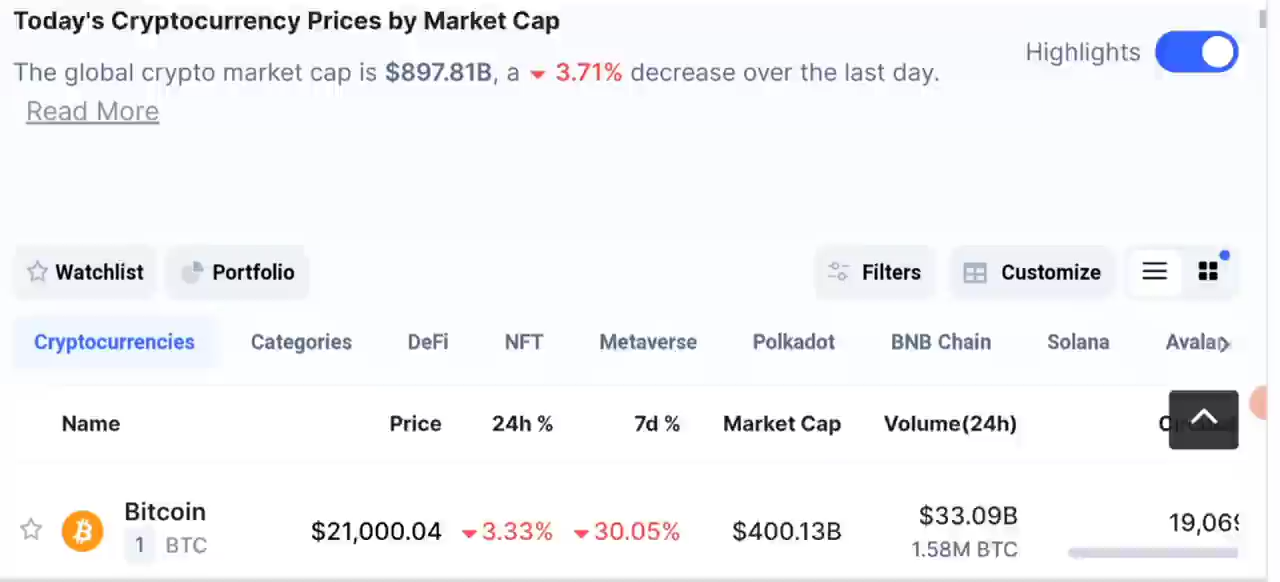 Today's Cryptocurrency Prices by Market Cap
The global crypto market cap is $897.81B, a 3.71% decrease over the last day.
Read More
Highlights
Watchlist Portfolio Filters Customize
Cryptocurrencies Categories DeFi NFT Metaverse Polkadot BNB Chain Solana
Name Price 24h % 7d % Market Cap Volume(24h)
Bitcoin
1 BTC
$21,000.04 3.33% 30.05% $400.13B
$33.09B
1.58M BTC